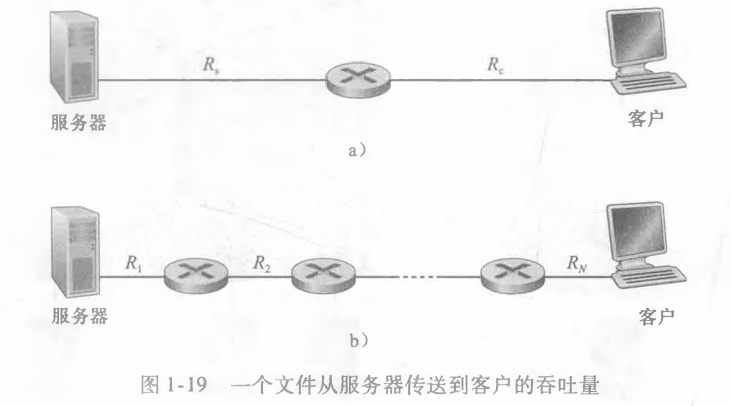 R_s R_c
服务器 客户
a)
R_1 R_2 R_N
服务器 客户
b)
图 1-19 一个文件从服务器传送到客户的吞吐量